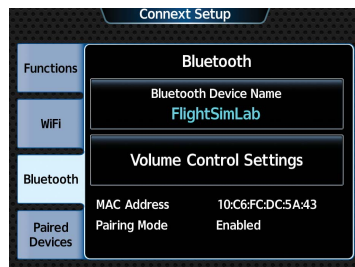 Connext Setup
Functions
WiFi
Bluetooth
Paired
Devices
Bluetooth
Bluetooth Device Name
FlightSimLab
Volume Control Settings
MAC Address 10:C6:FC:DC:5A:43
Pairing Mode Enabled